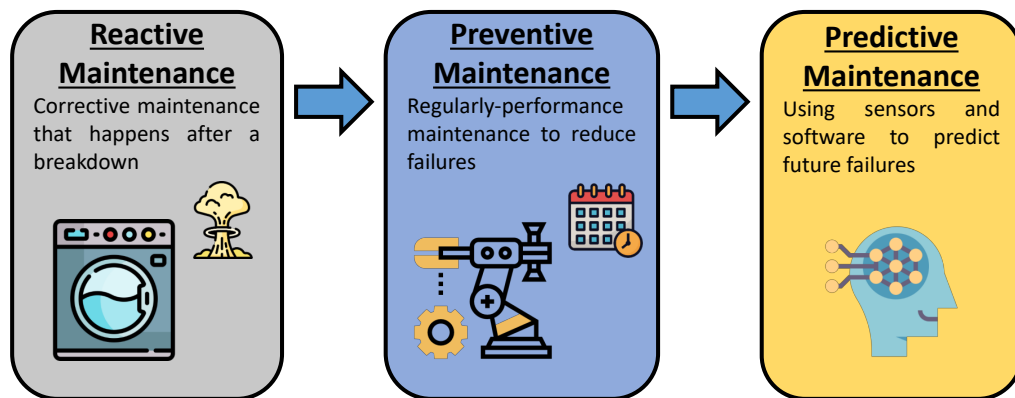 Reactive
Maintenance
Corrective maintenance
that happens after a
breakdown
Preventive
Maintenance
Regularly-performance
maintenance to reduce
failures
Predictive
Maintenance
Using sensors and
software to predict
future failures